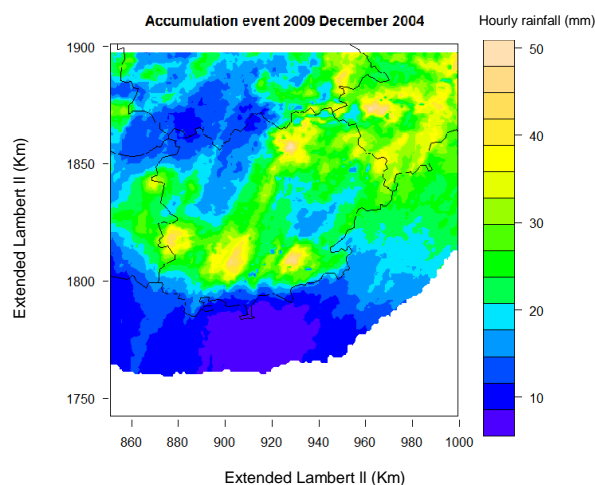 Accumulation event 2009 December 2004
Hourly rainfall (mm)
Extended Lambert II (Km)
1900
1850
1800
1750
860 880 900 920 940 960 980 1000
Extended Lambert II (Km)
50
40
30
20
10